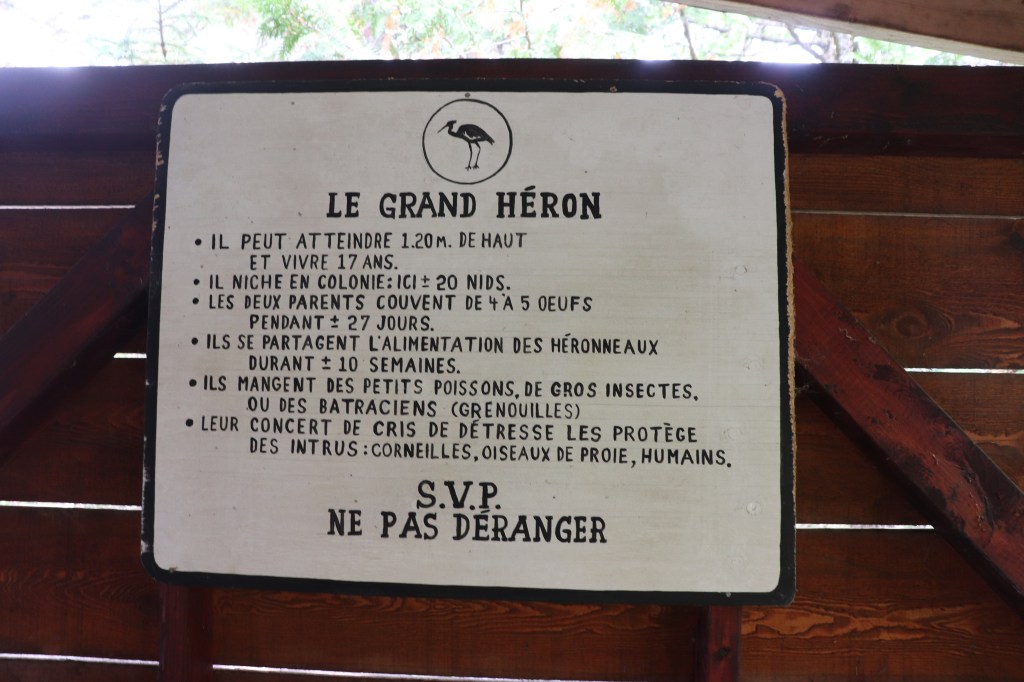 LE GRAND HÉRON
• IL PEUT ATTEINDRE 1.20 M. DE HAUT
ET VIVRE 17 ANS.
• IL NICHE EN COLONIE: ICI ± 20 NIDS.
• LES DEUX PARENTS COUVENT DE 4 À 5 OEUFS
PENDANT ± 27 JOURS.
• ILS SE PARTAGENT L'ALIMENTATION DES HÉRONNEAUX
DURANT ± 10 SEMAINES.
• ILS MANGENT DES PETITS POISSONS, DE GROS INSECTES,
OU DES BATRACIENS (GRENOUILLES)
• LEUR CONCERT DE CRIS DE DÉTRESSE LES PROTÈGE
DES INTRUS: CORNEILLES, OISEAUX DE PROIE, HUMAINS.
S.V.P.
NE PAS DÉRANGER